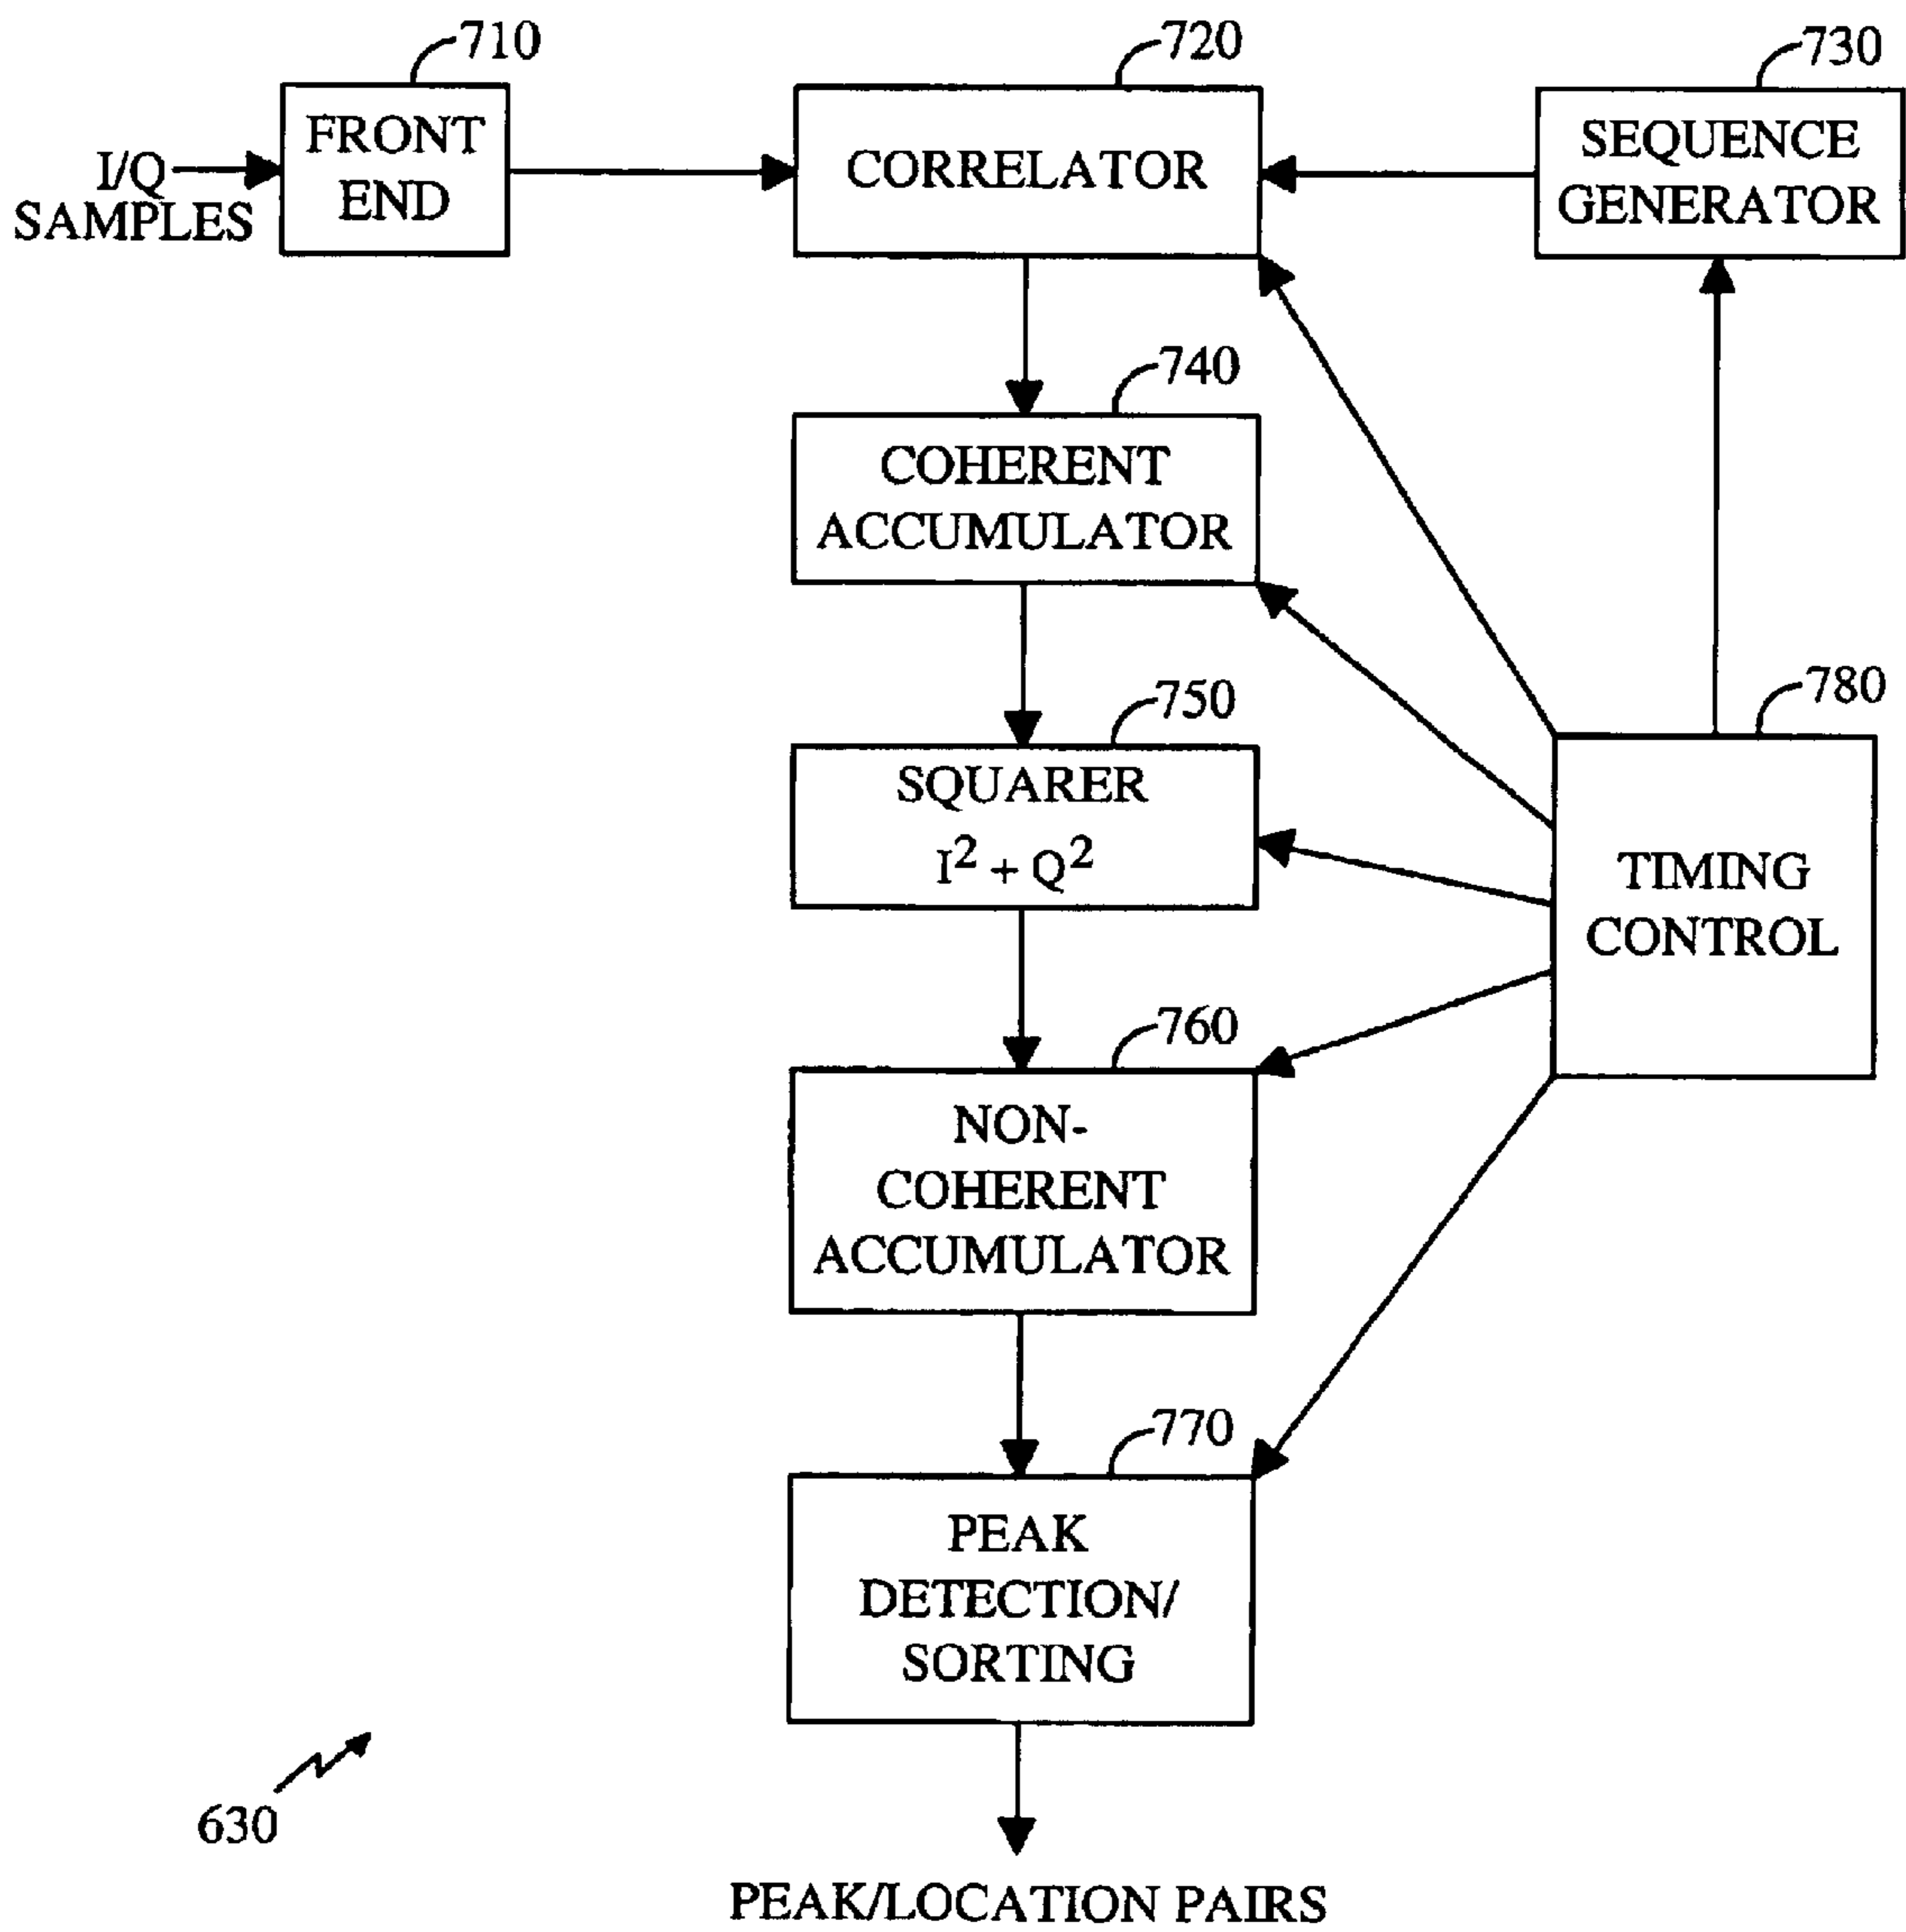 710
720
730
FRONT
END
CORRELATOR
SEQUENCE
GENERATOR
I/Q
SAMPLES
740
COHERENT
ACCUMULATOR
750
780
SQUARER
I² + Q²
TIMING
CONTROL
760
NON-
COHERENT
ACCUMULATOR
770
PEAK
DETECTION/
SORTING
630
PEAK/LOCATION PAIRS